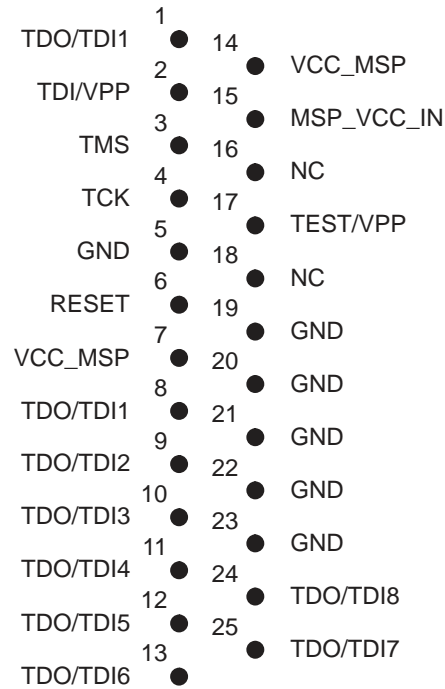 1
TDO/TDI1
14
VCC_MSP
2
TDI/VPP
15
MSP_VCC_IN
3
TMS
16
NC
4
TCK
17
TEST/VPP
5
GND
18
NC
6
RESET
19
GND
7
VCC_MSP
20
GND
8
TDO/TDI1
21
GND
9
TDO/TDI2
22
GND
10
TDO/TDI3
23
GND
11
TDO/TDI4
24
TDO/TDI8
12
TDO/TDI5
25
TDO/TDI7
13
TDO/TDI6